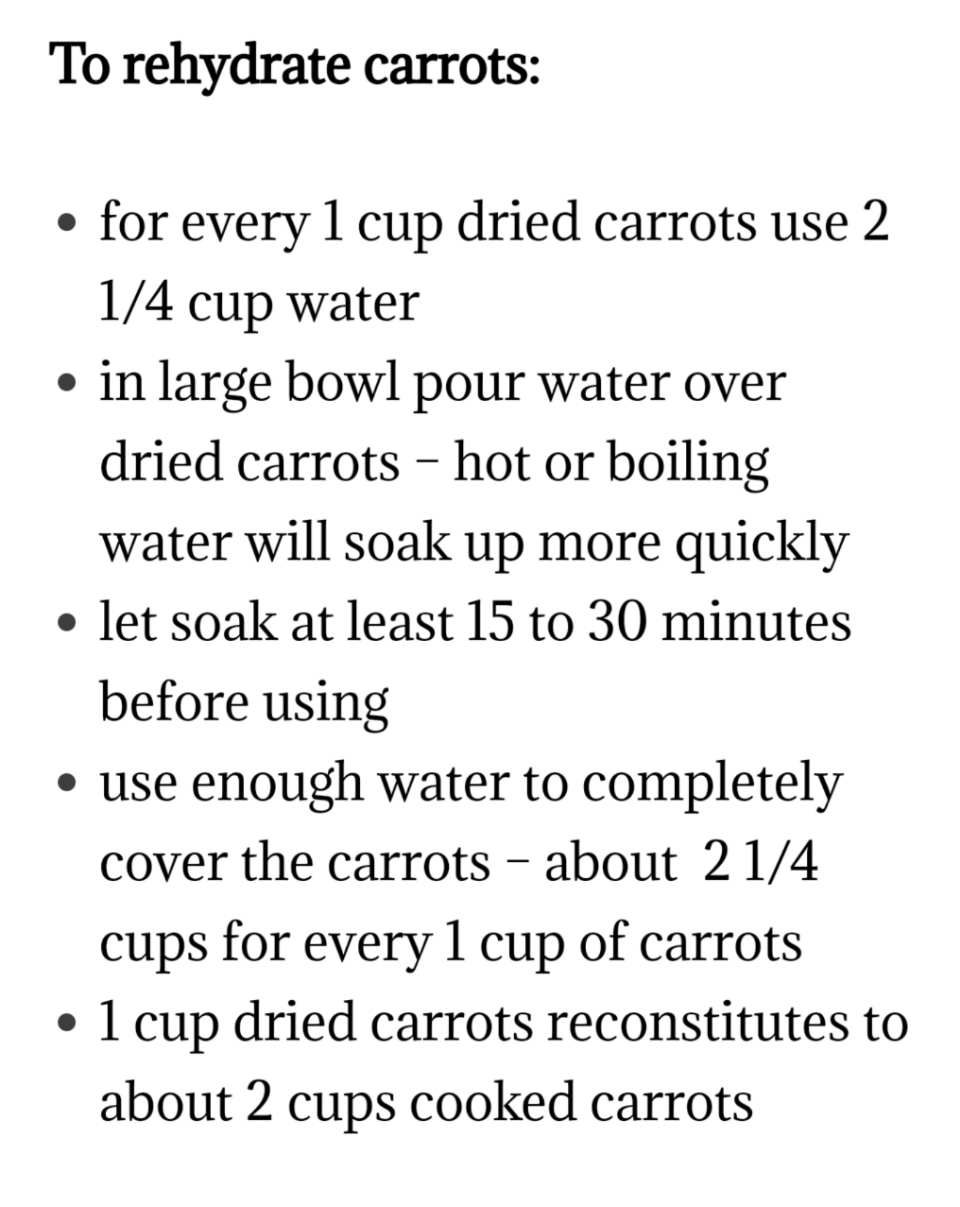 To rehydrate carrots:
• for every 1 cup dried carrots use 2
1/4 cup water
• in large bowl pour water over
dried carrots – hot or boiling
water will soak up more quickly
• let soak at least 15 to 30 minutes
before using
• use enough water to completely
cover the carrots – about  2 1/4
cups for every 1 cup of carrots
• 1 cup dried carrots reconstitutes to
about 2 cups cooked carrots